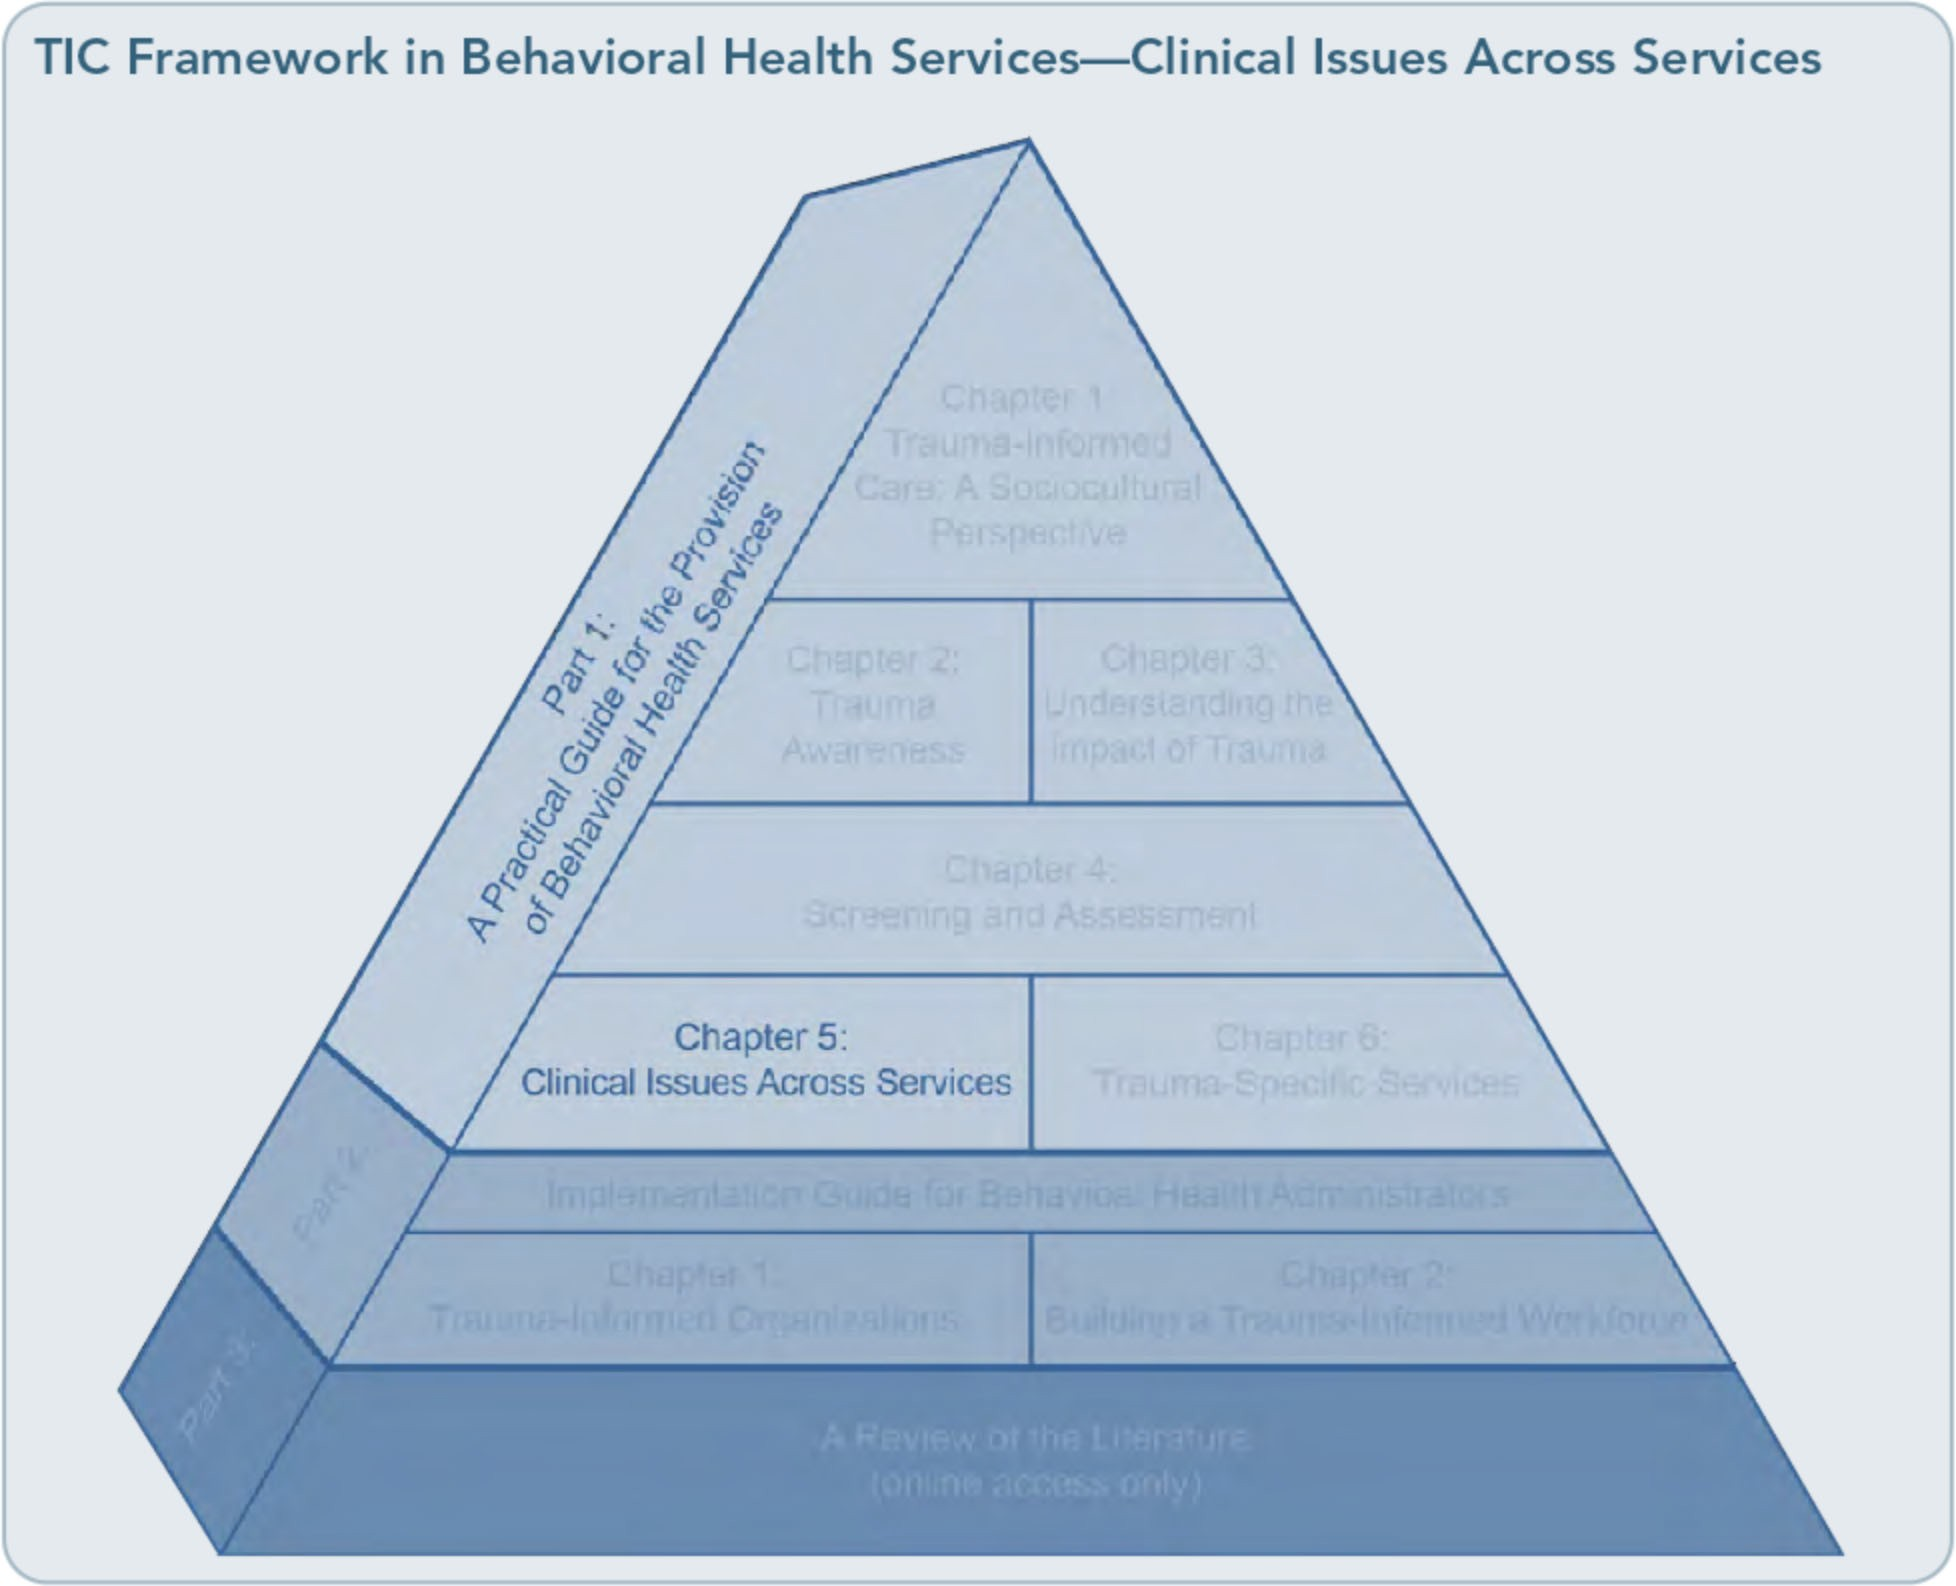 TIC Framework in Behavioral Health Services—Clinical Issues Across Services
Part 1:
A Practical Guide for the Provision
of Behavioral Health Services
Chapter 1
Trauma-Informed
Care: A Sociocultural
Perspective
Chapter 2:
Trauma
Awareness
Chapter 3:
Understanding the
Impact of Trauma
Chapter 4:
Screening and Assessment
Chapter 5:
Clinical Issues Across Services
Chapter 6:
Trauma-Specific Services
Part 2:
Implementation Guide for Behavioral Health Administrators
Chapter 1:
Trauma-Informed Organizations
Chapter 2:
Building a Trauma-Informed Workforce
Part 3:
A Review of the Literature
(online access only)